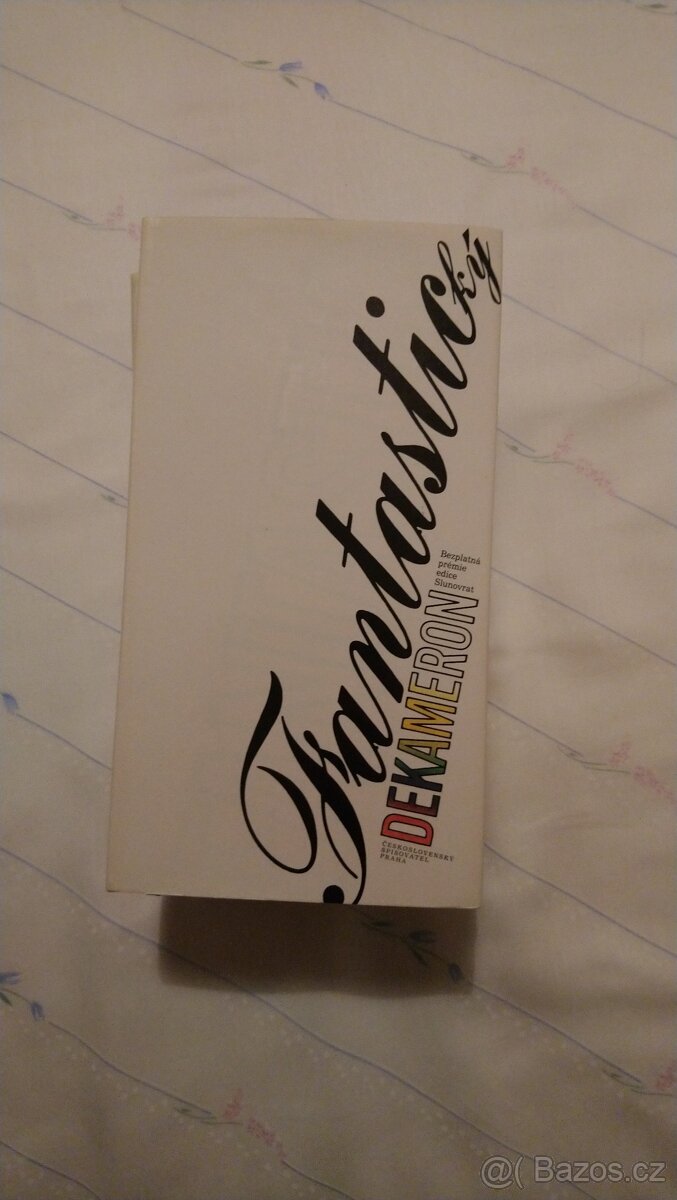 Fantastický
DEKAMERON
Bezplatná
prémie
edice
Slunovrat
ČESKOSLOVENSKÝ
SPISOVATEL
PRAHA
@( Bazos.cz